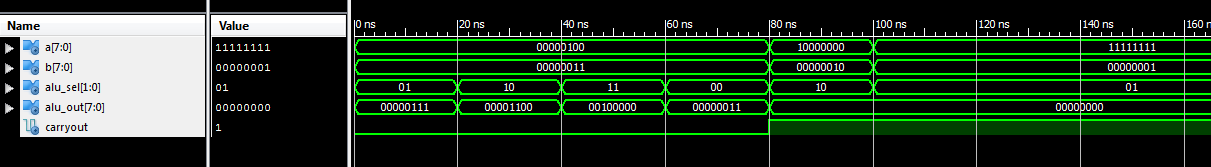 Name Value 0 ns 20 ns 40 ns 60 ns 80 ns 100 ns 120 ns 140 ns 160 n
a[7:0] 11111111 00000100 10000000 11111111
b[7:0] 00000001 00000011 00000010 00000001
alu_sel[1:0] 01 01 10 11 00 10 01
alu_out[7:0] 00000000 00000111 00001100 00100000 00000011 00000000
carryout 1